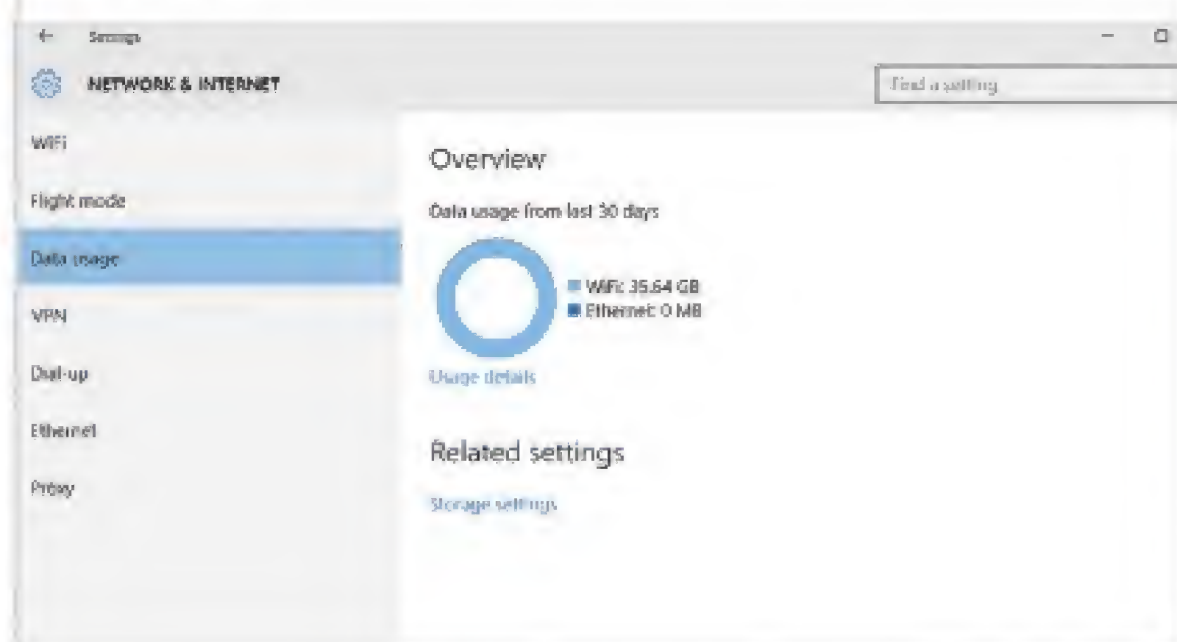 Settings
NETWORK & INTERNET
Find a setting
WiFi
Flight mode
Data usage
VPN
Dial-up
Ethernet
Proxy
Overview
Data usage from last 30 days
WiFi: 35.64 GB
Ethernet: 0 MB
Usage details
Related settings
Storage settings